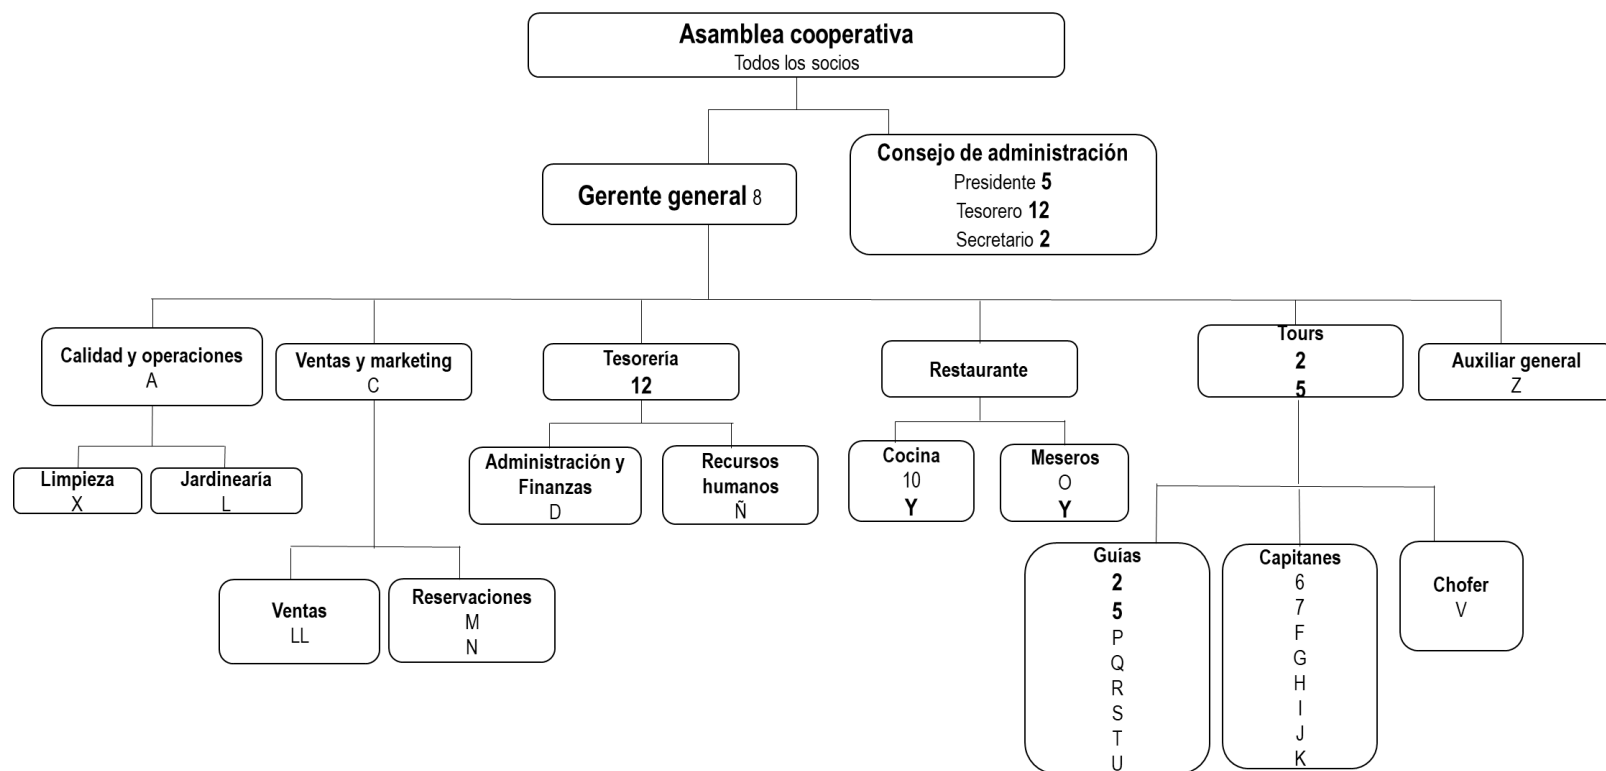 Asamblea cooperativa
Todos los socios
Consejo de administración
Presidente 5
Tesorero 12
Secretario 2
Gerente general 8
Calidad y operaciones
A
Ventas y marketing
C
Tesorería
12
Restaurante
Tours
2
5
Auxiliar general
Z
Limpieza
X
Jardinearía
L
Administración y
Finanzas
D
Recursos
humanos
Ñ
Cocina
10
Y
Meseros
O
Y
Ventas
LL
Reservaciones
M
N
Guías
2
5
P
Q
R
S
T
U
Capitanes
6
7
F
G
H
I
J
K
Chofer
V